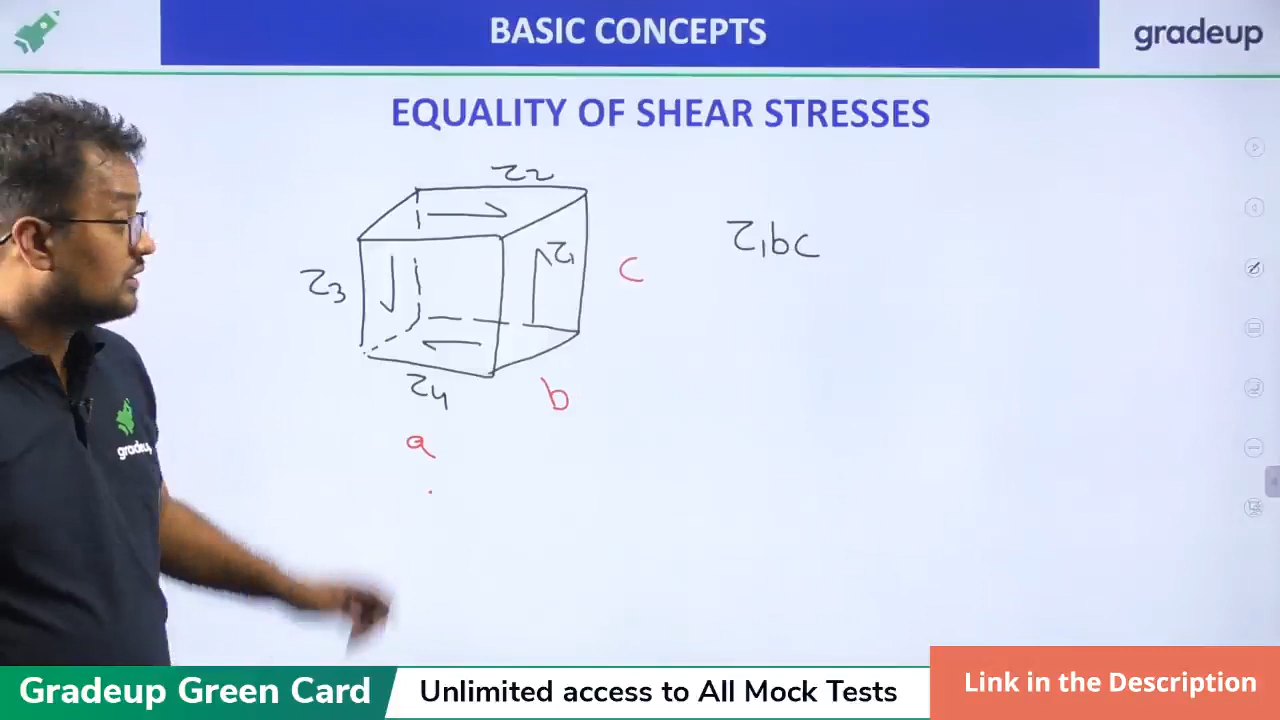 BASIC CONCEPTS
gradeup
EQUALITY OF SHEAR STRESSES
τ2
τ1
τ3
c
τ1bc
τ4
b
a
gradeup
Gradeup Green Card
Unlimited access to All Mock Tests
Link in the Description